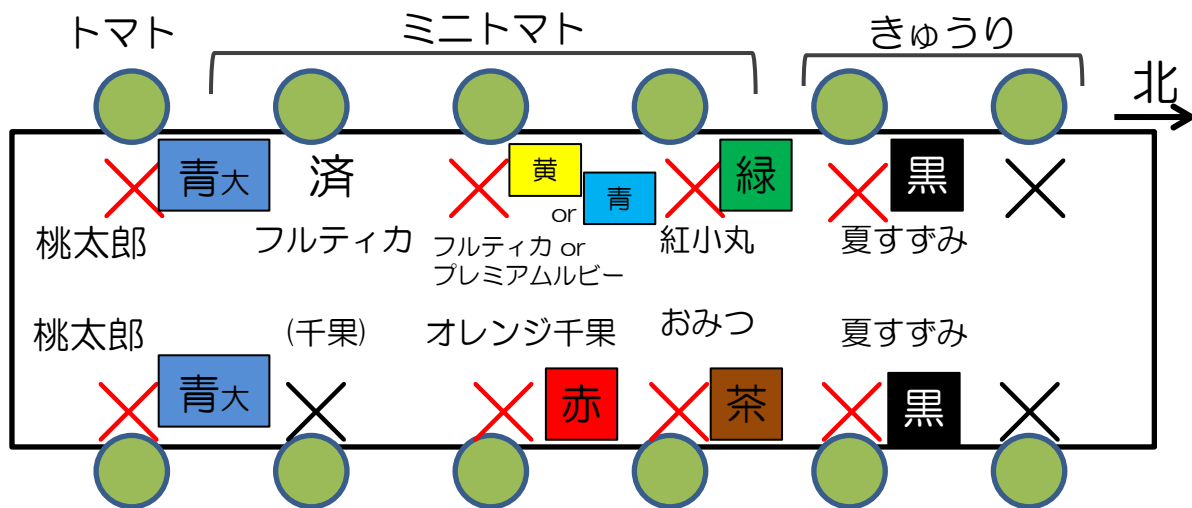 トマト
ミニトマト
きゅうり
北
青大
済
黄
or
青
緑
黒
桃太郎
フルティカ
フルティカ or
プレミアムルビー
紅小丸
夏すずみ
桃太郎
(千果)
オレンジ千果
おみつ
夏すずみ
青大
赤
茶
黒